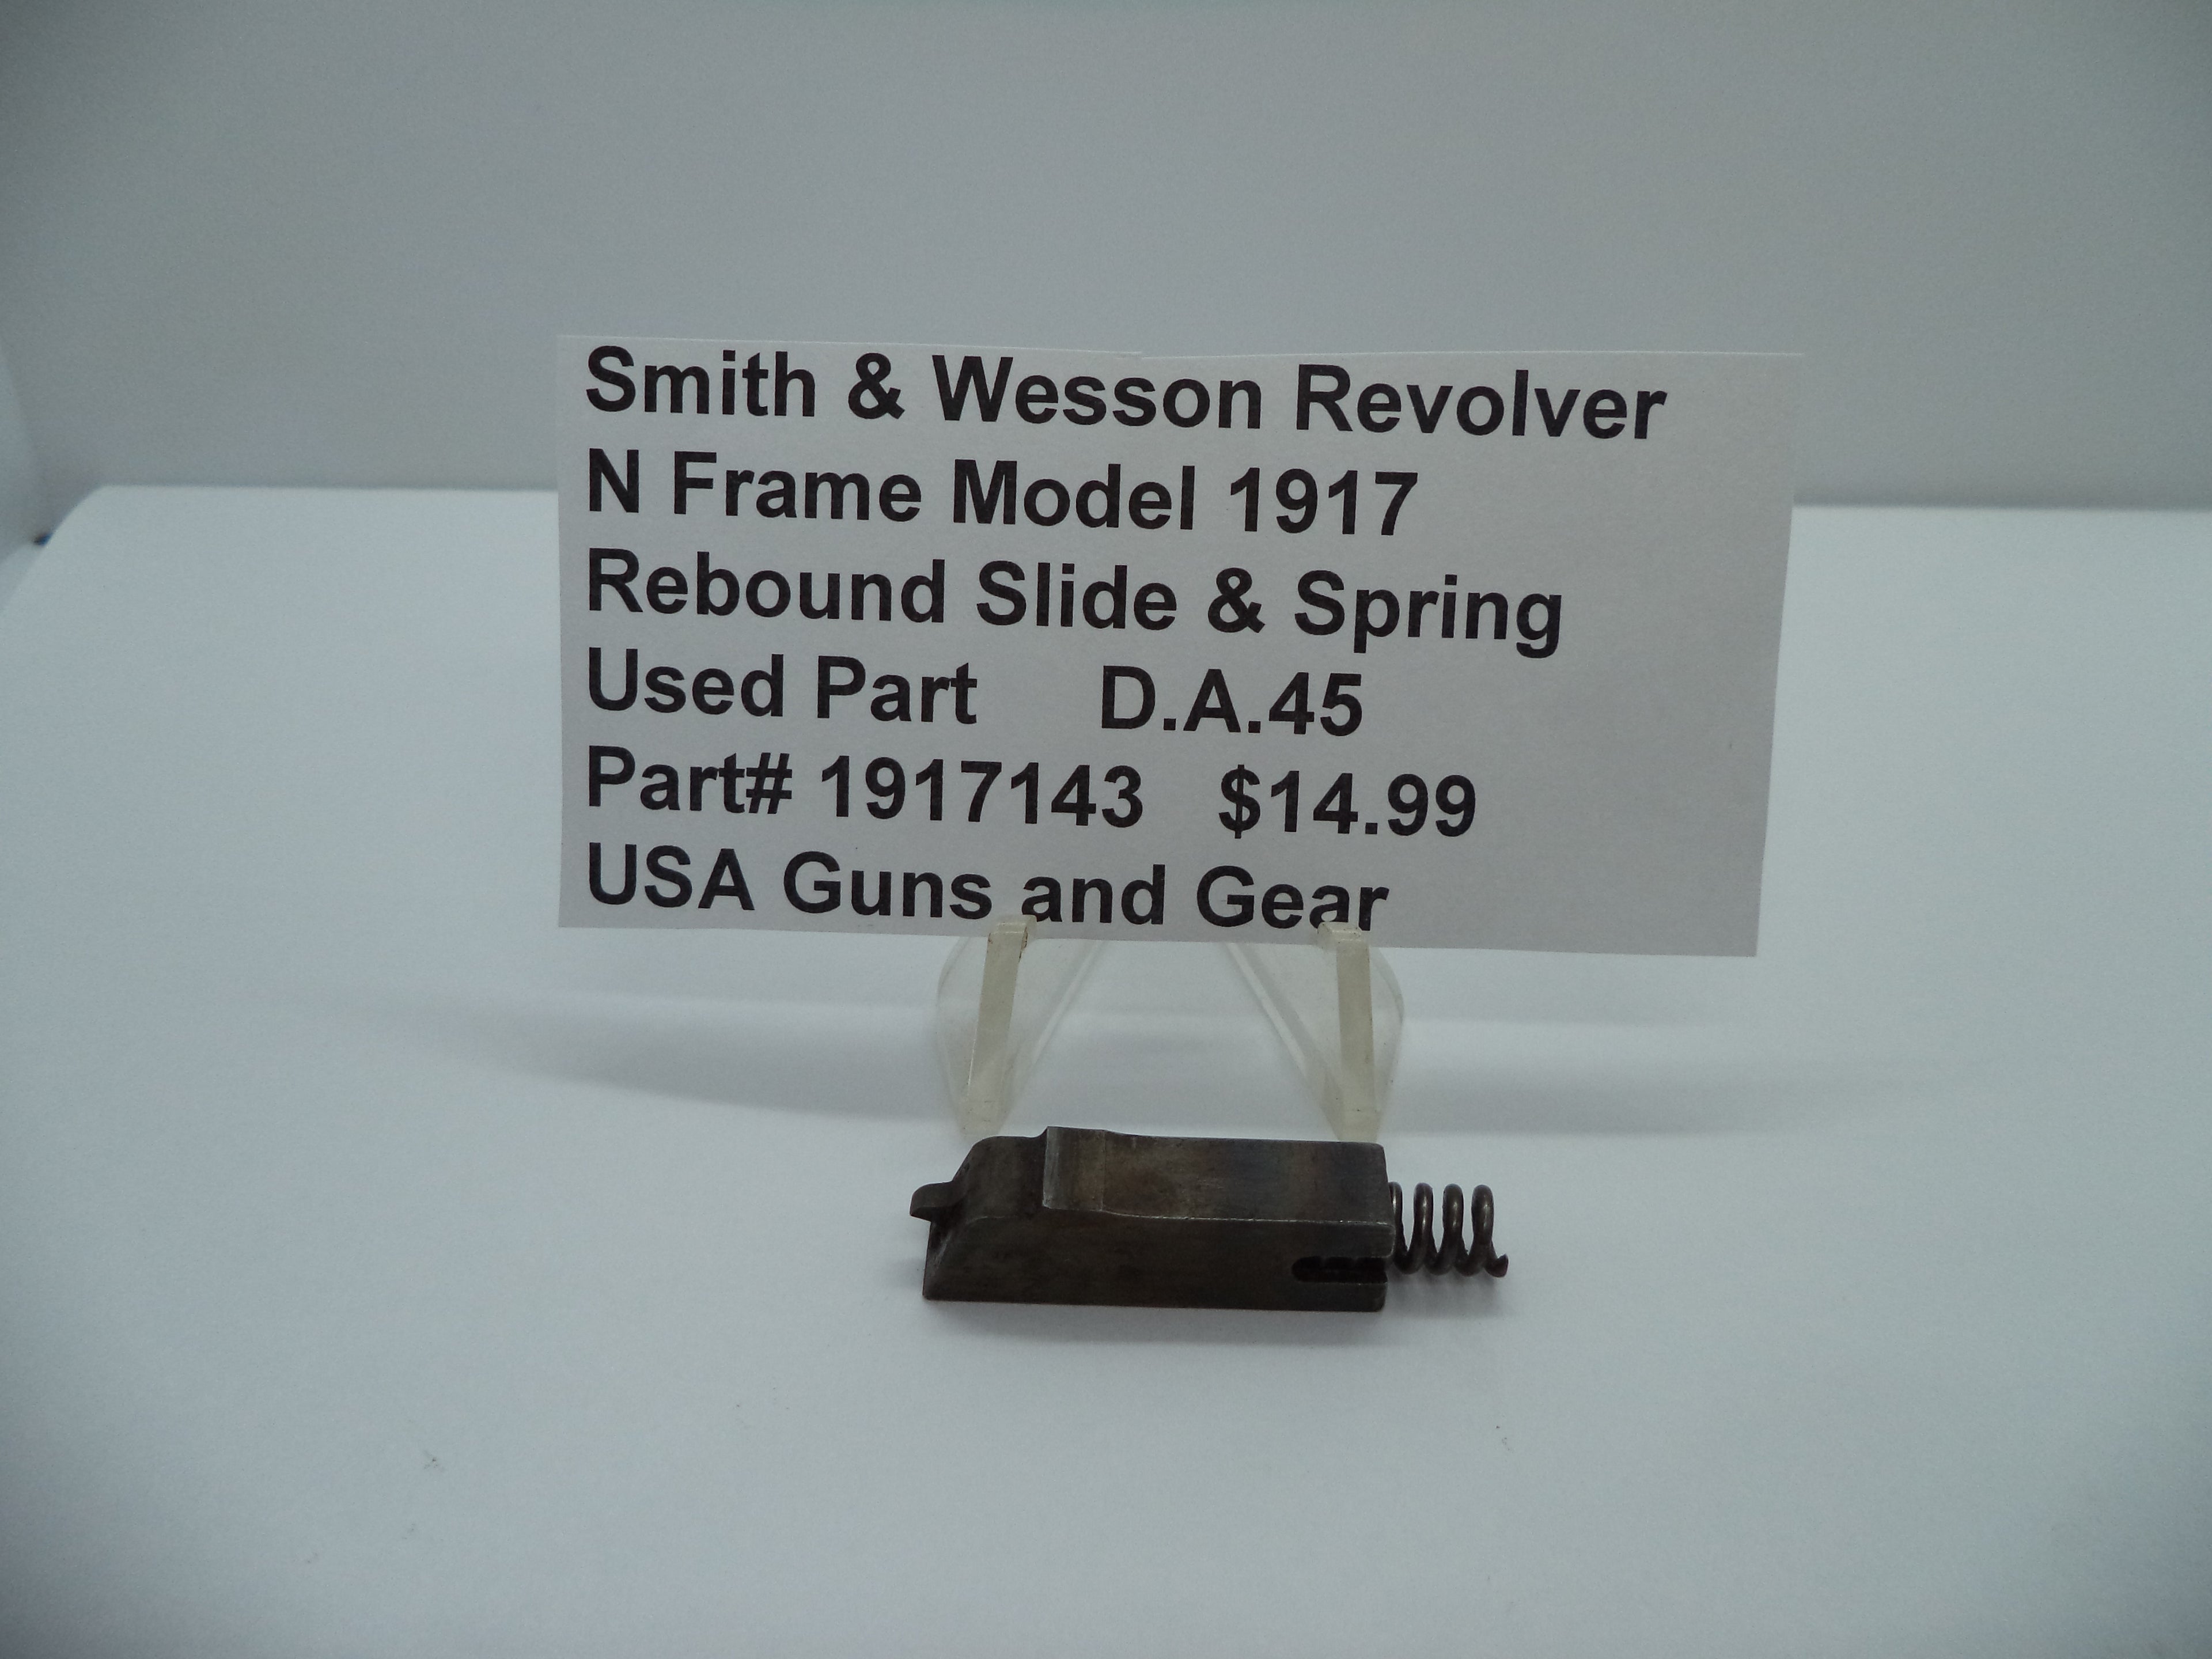 Smith & Wesson Revolver
N Frame Model 1917
Rebound Slide & Spring
Used Part D.A.45
Part# 1917143 $14.99
USA Guns and Gear